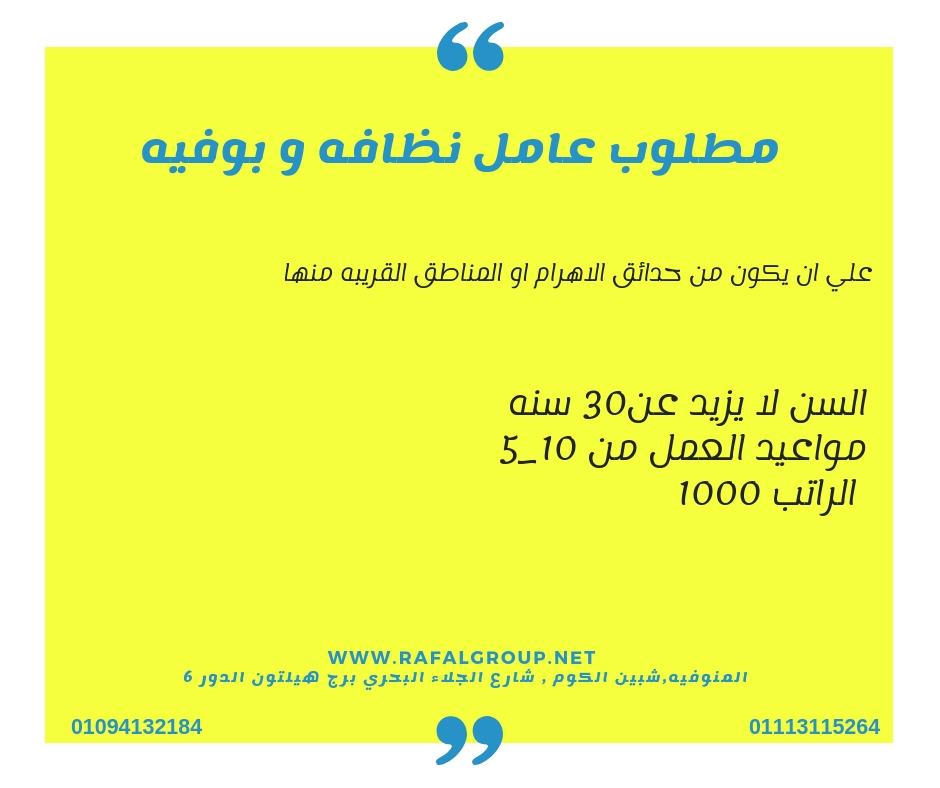 مطلوب عامل نظافه و بوفيه
علي ان يكون من حدائق الاهرام او المناطق القريبه منها
السن لا يزيد عن30 سنه
مواعيد العمل من 10_5
الراتب 1000
WWW.RAFALGROUP.NET
المنوفيه,شبين الكوم , شارع الجلاء البحري برج هيلتون الدور 6
01094132184
01113115264